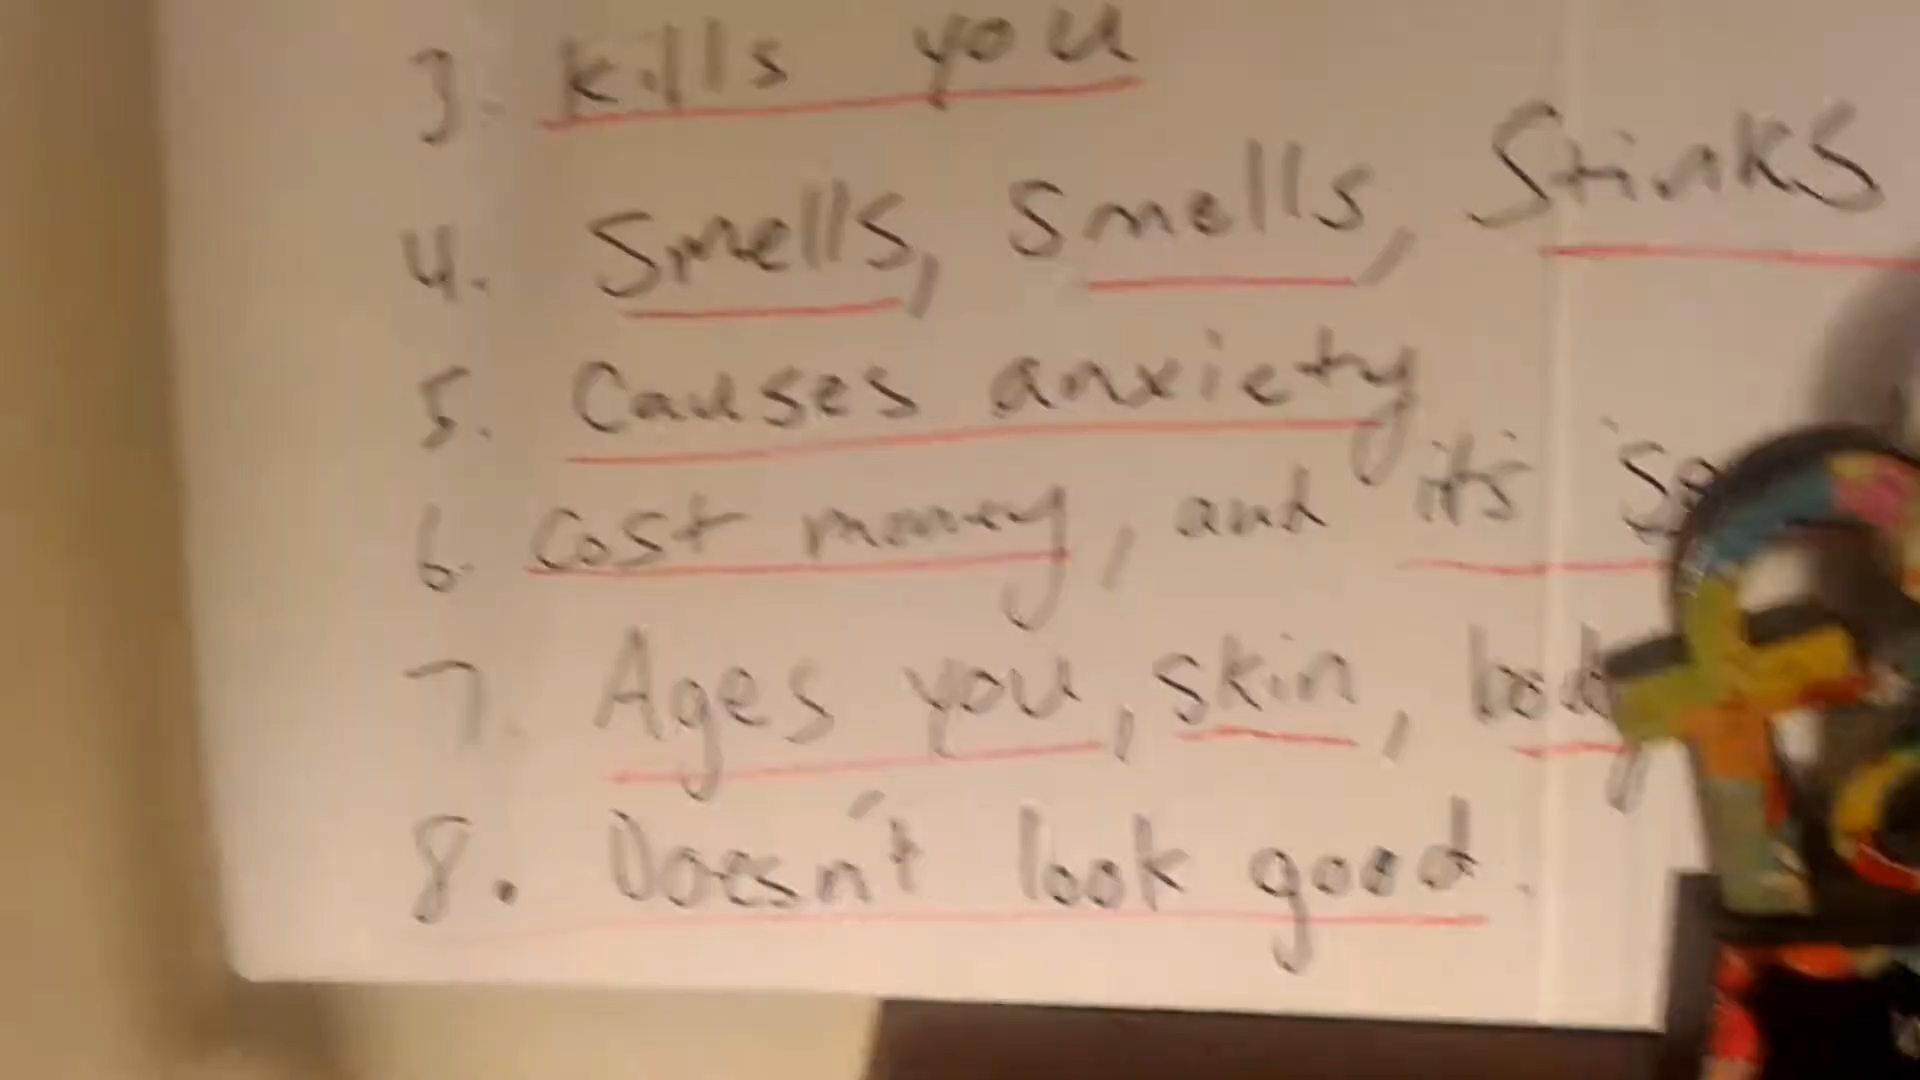 3. Kills you
4. Smells, Smells, Stinks
5. Causes anxiety
6. Cost money, and it's
7. Ages you, skin, body
8. Doesn't look good.